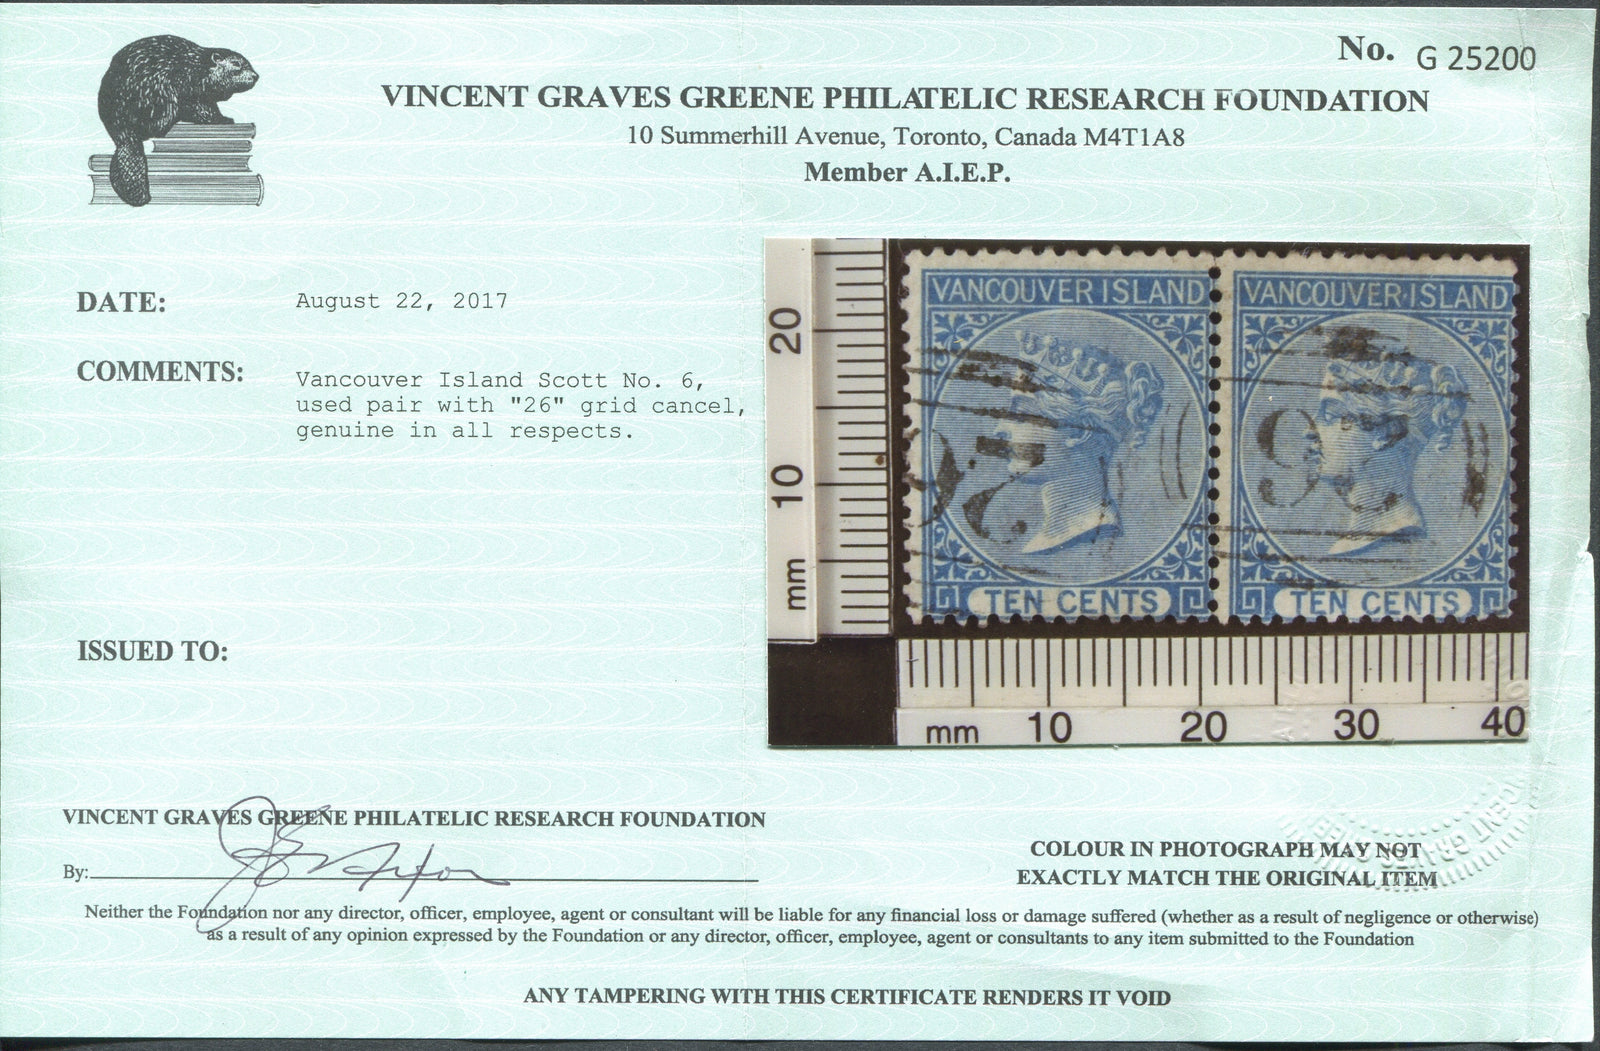 No. G 25200
VINCENT GRAVES GREENE PHILATELIC RESEARCH FOUNDATION
10 Summerhill Avenue, Toronto, Canada M4T1A8
Member A.I.E.P.
DATE: August 22, 2017
COMMENTS: Vancouver Island Scott No. 6,
used pair with "26" grid cancel,
genuine in all respects.
ISSUED TO:
20
10
mm
VANCOUVER ISLAND
26
TEN CENTS
VANCOUVER ISLAND
26
TEN CENTS
mm 10 20 30 40
VINCENT GRAVES GREENE PHILATELIC RESEARCH FOUNDATION
By:
COLOUR IN PHOTOGRAPH MAY NOT
EXACTLY MATCH THE ORIGINAL ITEM
Neither the Foundation nor any director, officer, employee, agent or consultant will be liable for any financial loss or damage suffered (whether as a result of negligence or otherwise)
as a result of any opinion expressed by the Foundation or any director, officer, employee, agent or consultants to any item submitted to the Foundation
ANY TAMPERING WITH THIS CERTIFICATE RENDERS IT VOID